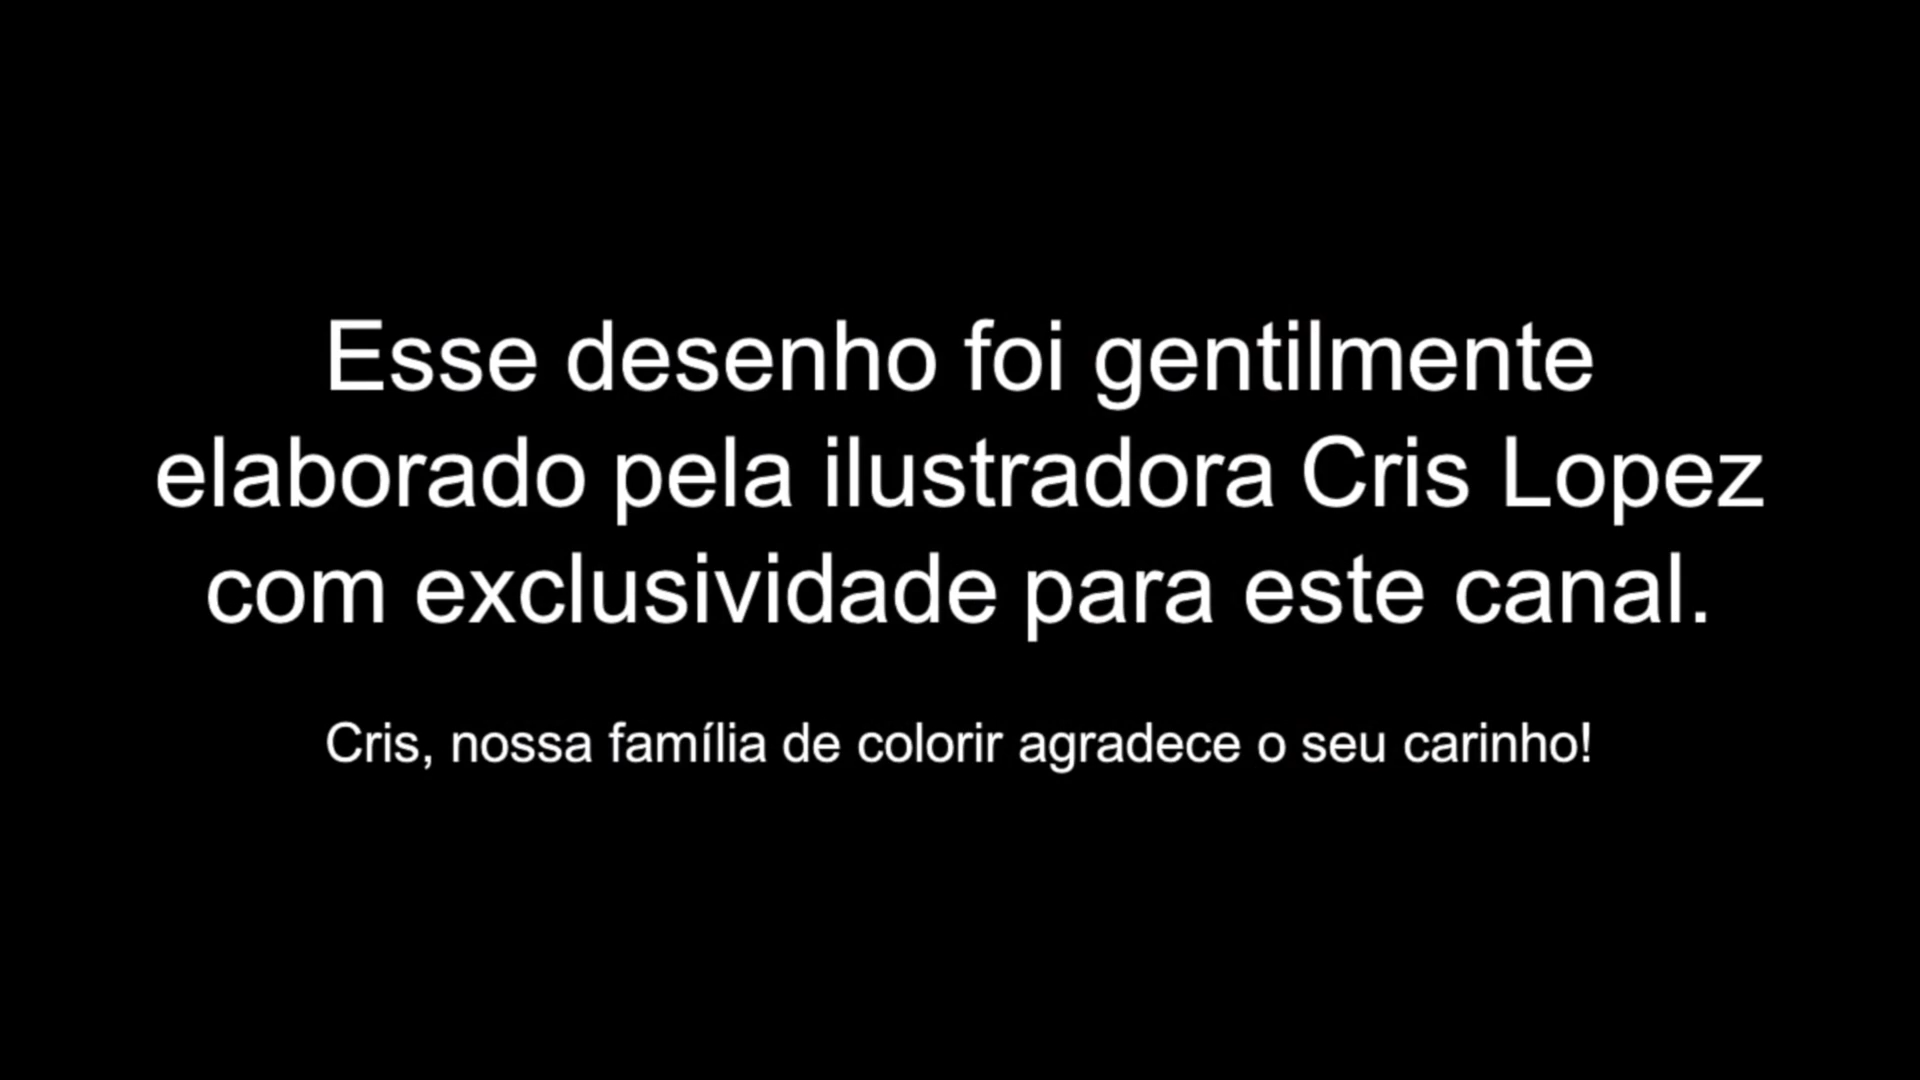 Esse desenho foi gentilmente
elaborado pela ilustradora Cris Lopez
com exclusividade para este canal.
Cris, nossa família de colorir agradece o seu carinho!